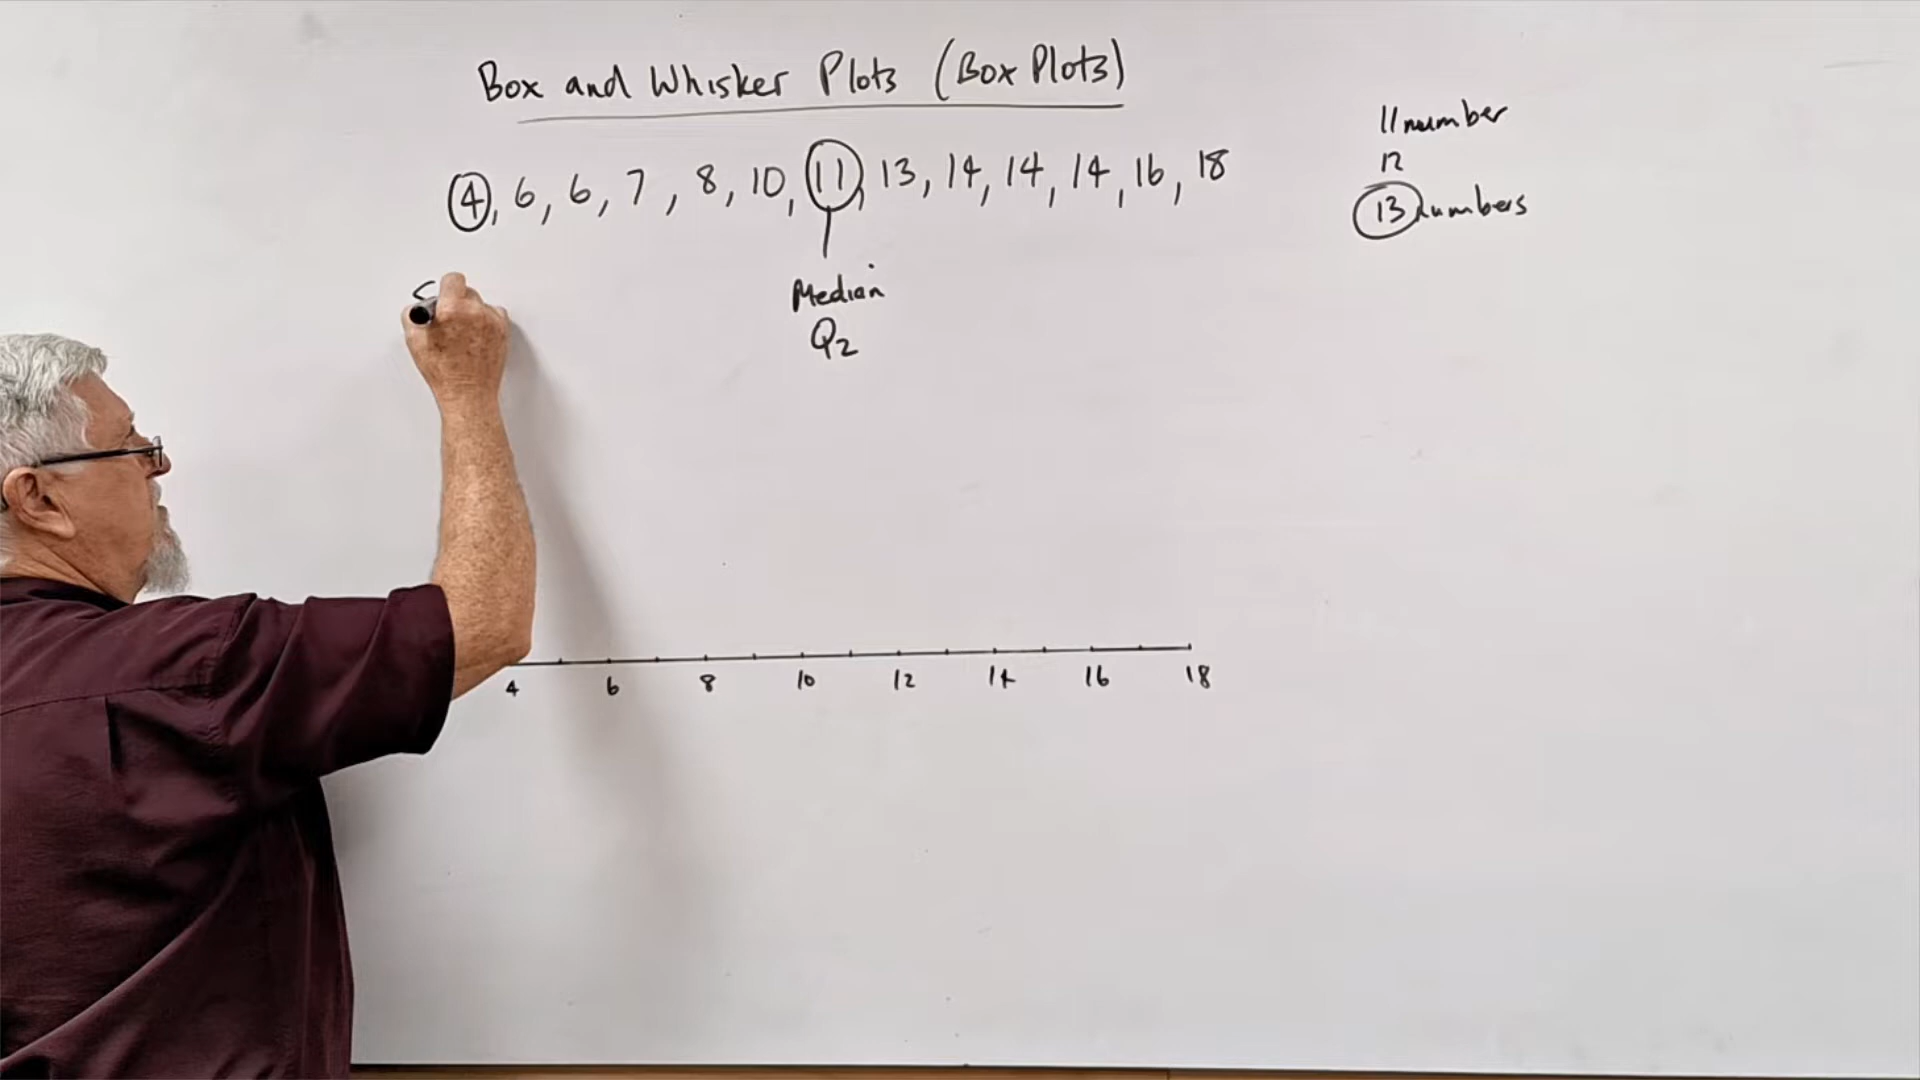 Box and Whisker Plots (Box Plots)
11 number
12
13 numbers
4, 6, 6, 7, 8, 10, 11, 13, 14, 14, 14, 16, 18
Median
Q2
4 6 8 10 12 14 16 18